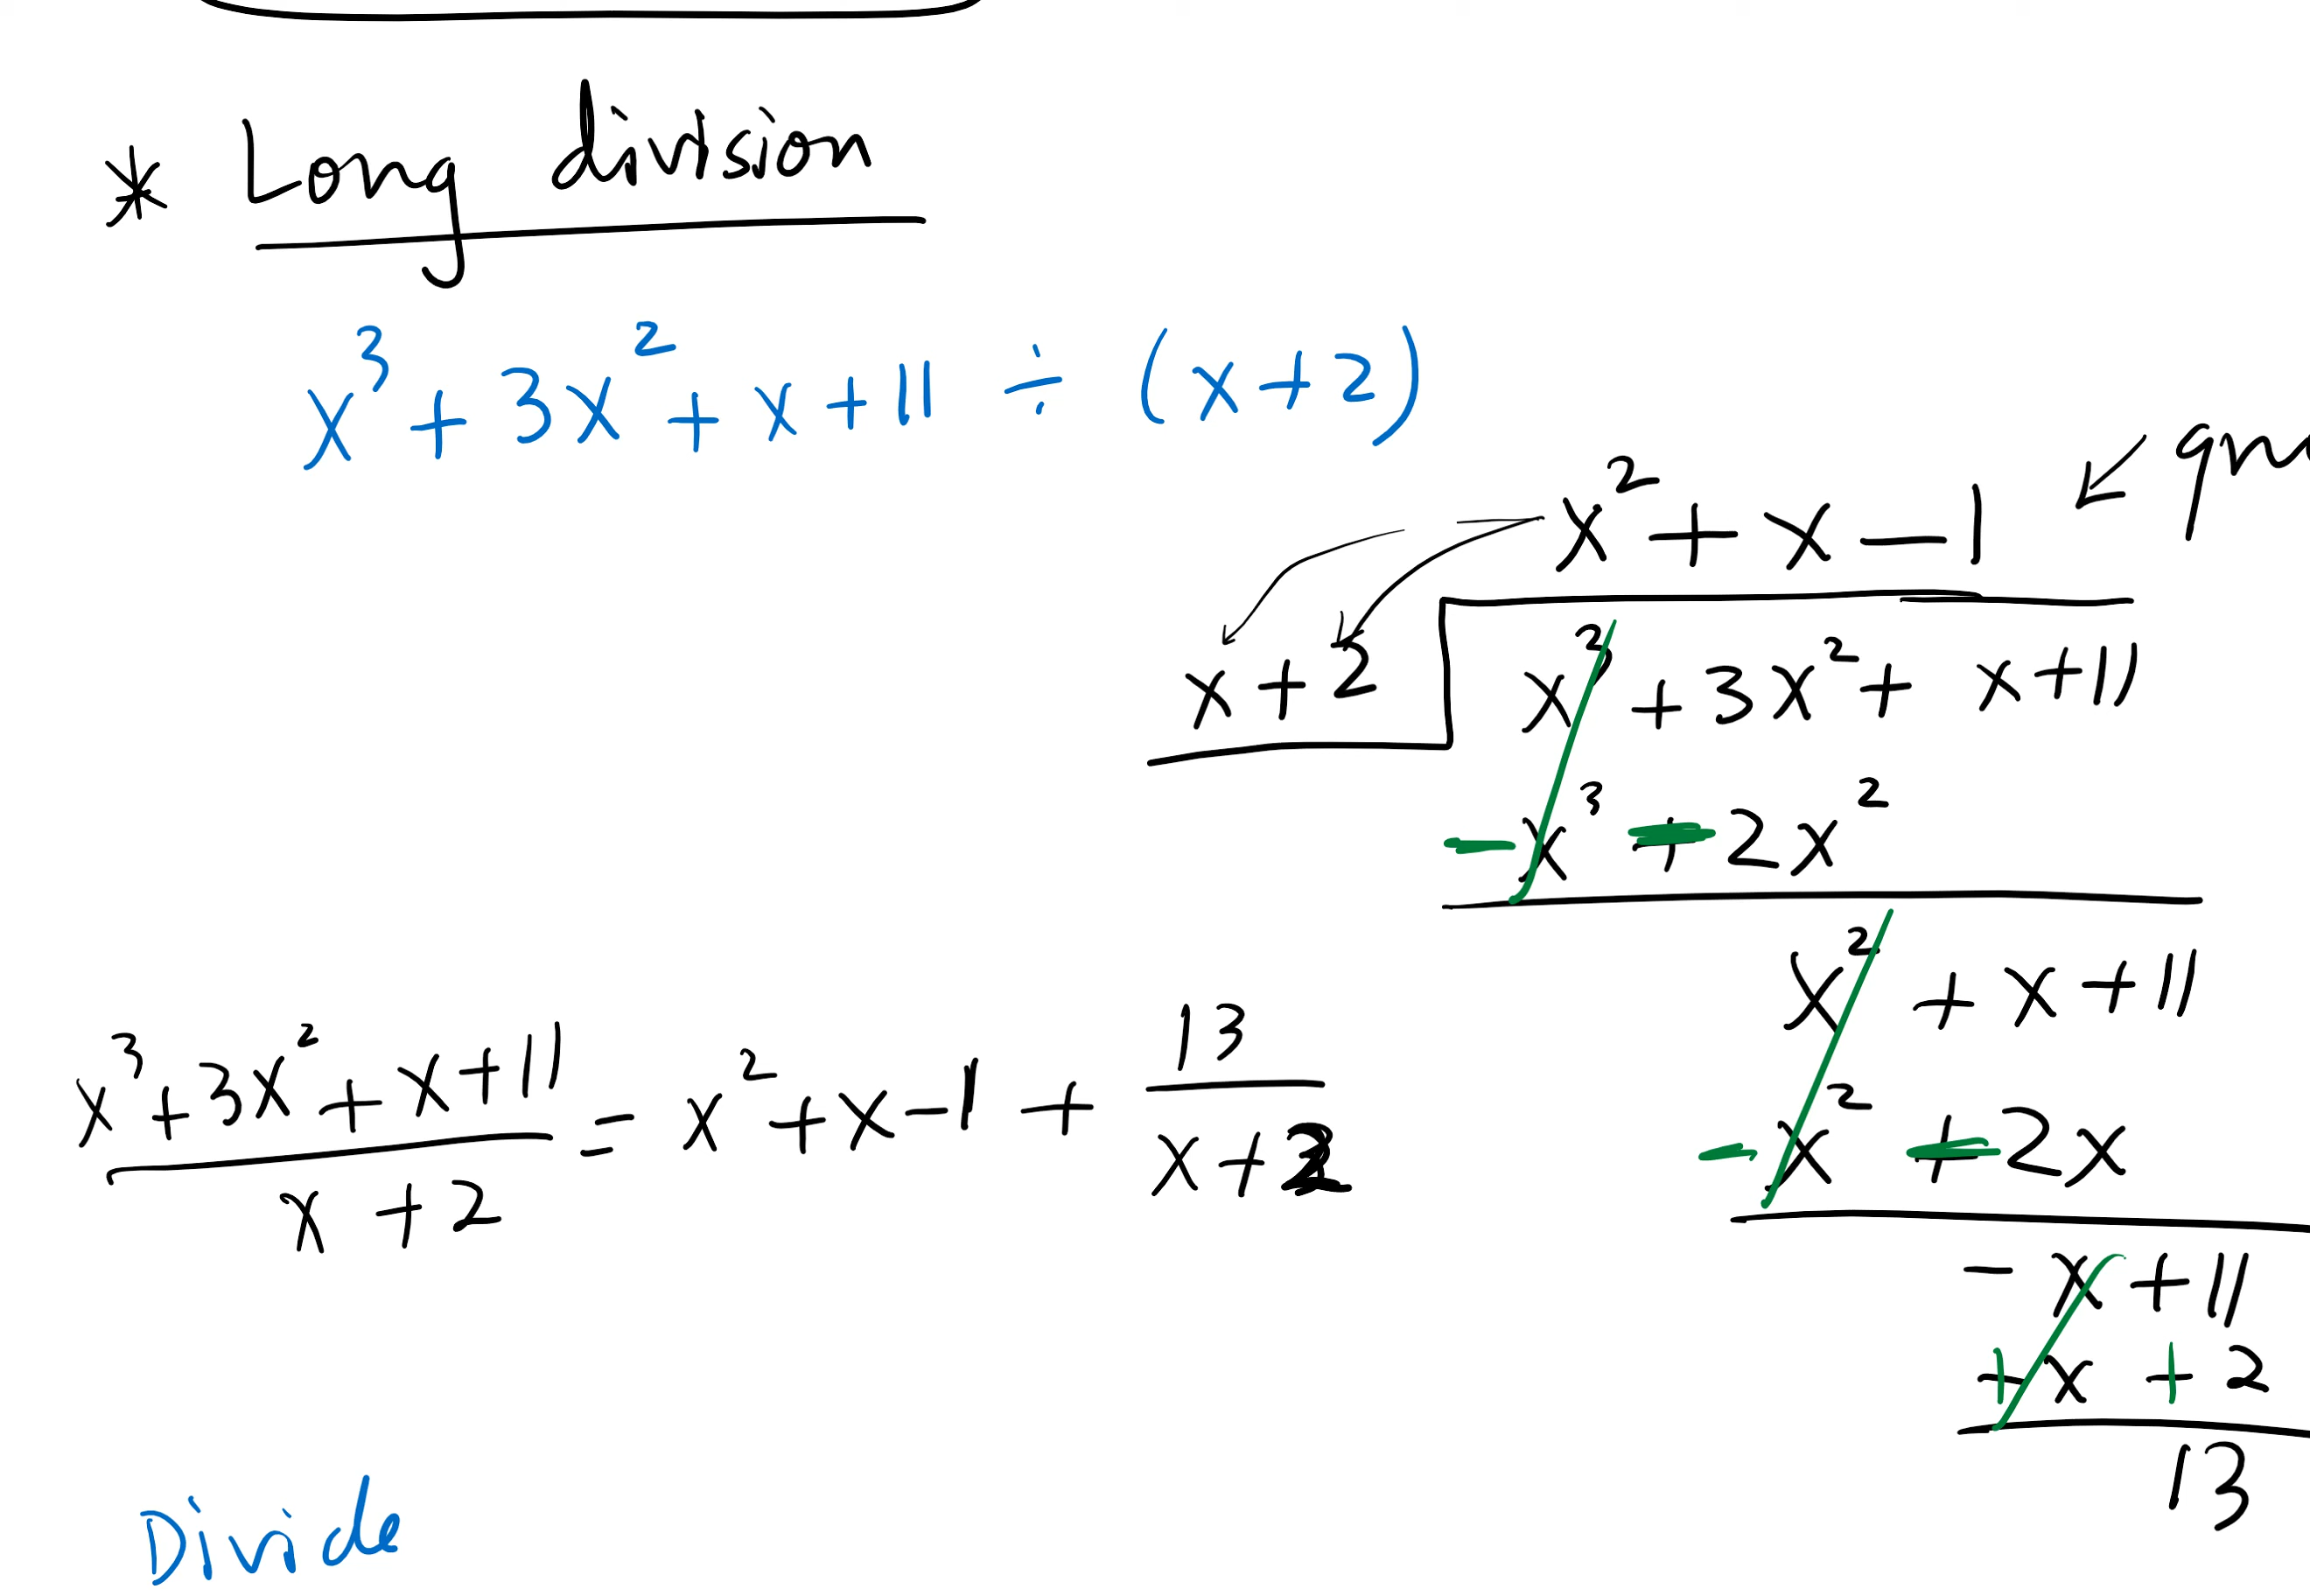 * Long division
x³ + 3x² + x + 11 ÷ (x + 2)
x² + x - 1
x + 2 x³ + 3x² + x + 11
- x³ + 2x²
x² + x + 11
- x² + 2x
- x + 11
+ x + 2
13
x³ + 3x² + x + 11 / x + 2 = x² + x - 1 + 13 / x + 2
Divide